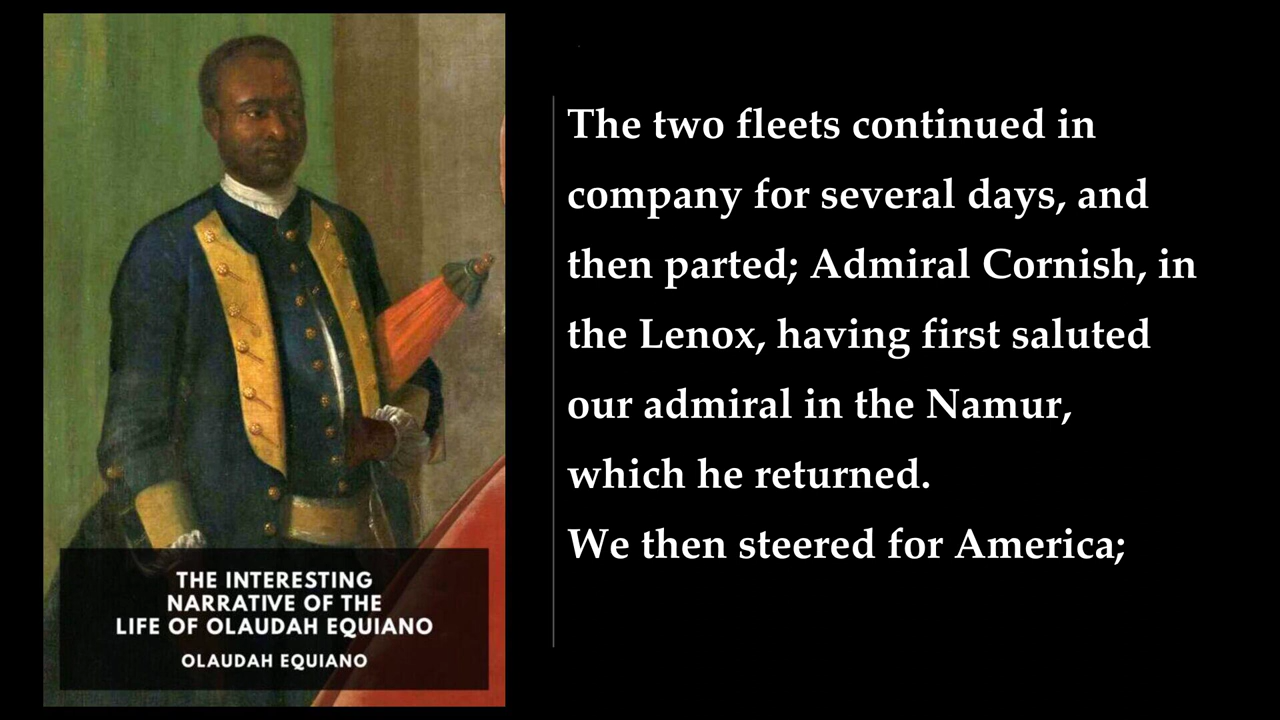 THE INTERESTING
NARRATIVE OF THE
LIFE OF OLAUDAH EQUIANO
OLAUDAH EQUIANO
The two fleets continued in
company for several days, and
then parted; Admiral Cornish, in
the Lenox, having first saluted
our admiral in the Namur,
which he returned.
We then steered for America;